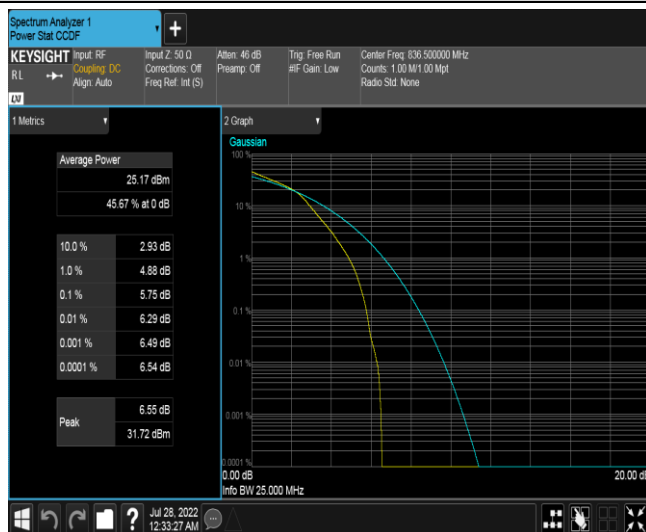 Spectrum Analyzer 1
Power Stat CCDF
+
KEYSIGHT
RL
LXI
Input: RF
Coupling: DC
Align: Auto
Input Z: 50 Ω
Corrections: Off
Freq Ref: Int (S)
Atten: 46 dB
Preamp: Off
Trig: Free Run
#IF Gain: Low
Center Freq: 836.500000 MHz
Counts: 1.00 M/1.00 Mpt
Radio Std: None
1 Metrics
Average Power
25.17 dBm
45.67 % at 0 dB
10.0 % 2.93 dB
1.0 % 4.88 dB
0.1 % 5.75 dB
0.01 % 6.29 dB
0.001 % 6.49 dB
0.0001 % 6.54 dB
Peak
6.55 dB
31.72 dBm
2 Graph
Gaussian
100 %
10 %
1 %
0.1 %
0.01 %
0.001 %
0.0001 %
0.00 dB 20.00 dB
Info BW 25.000 MHz
?
Jul 28, 2022
12:33:27 AM